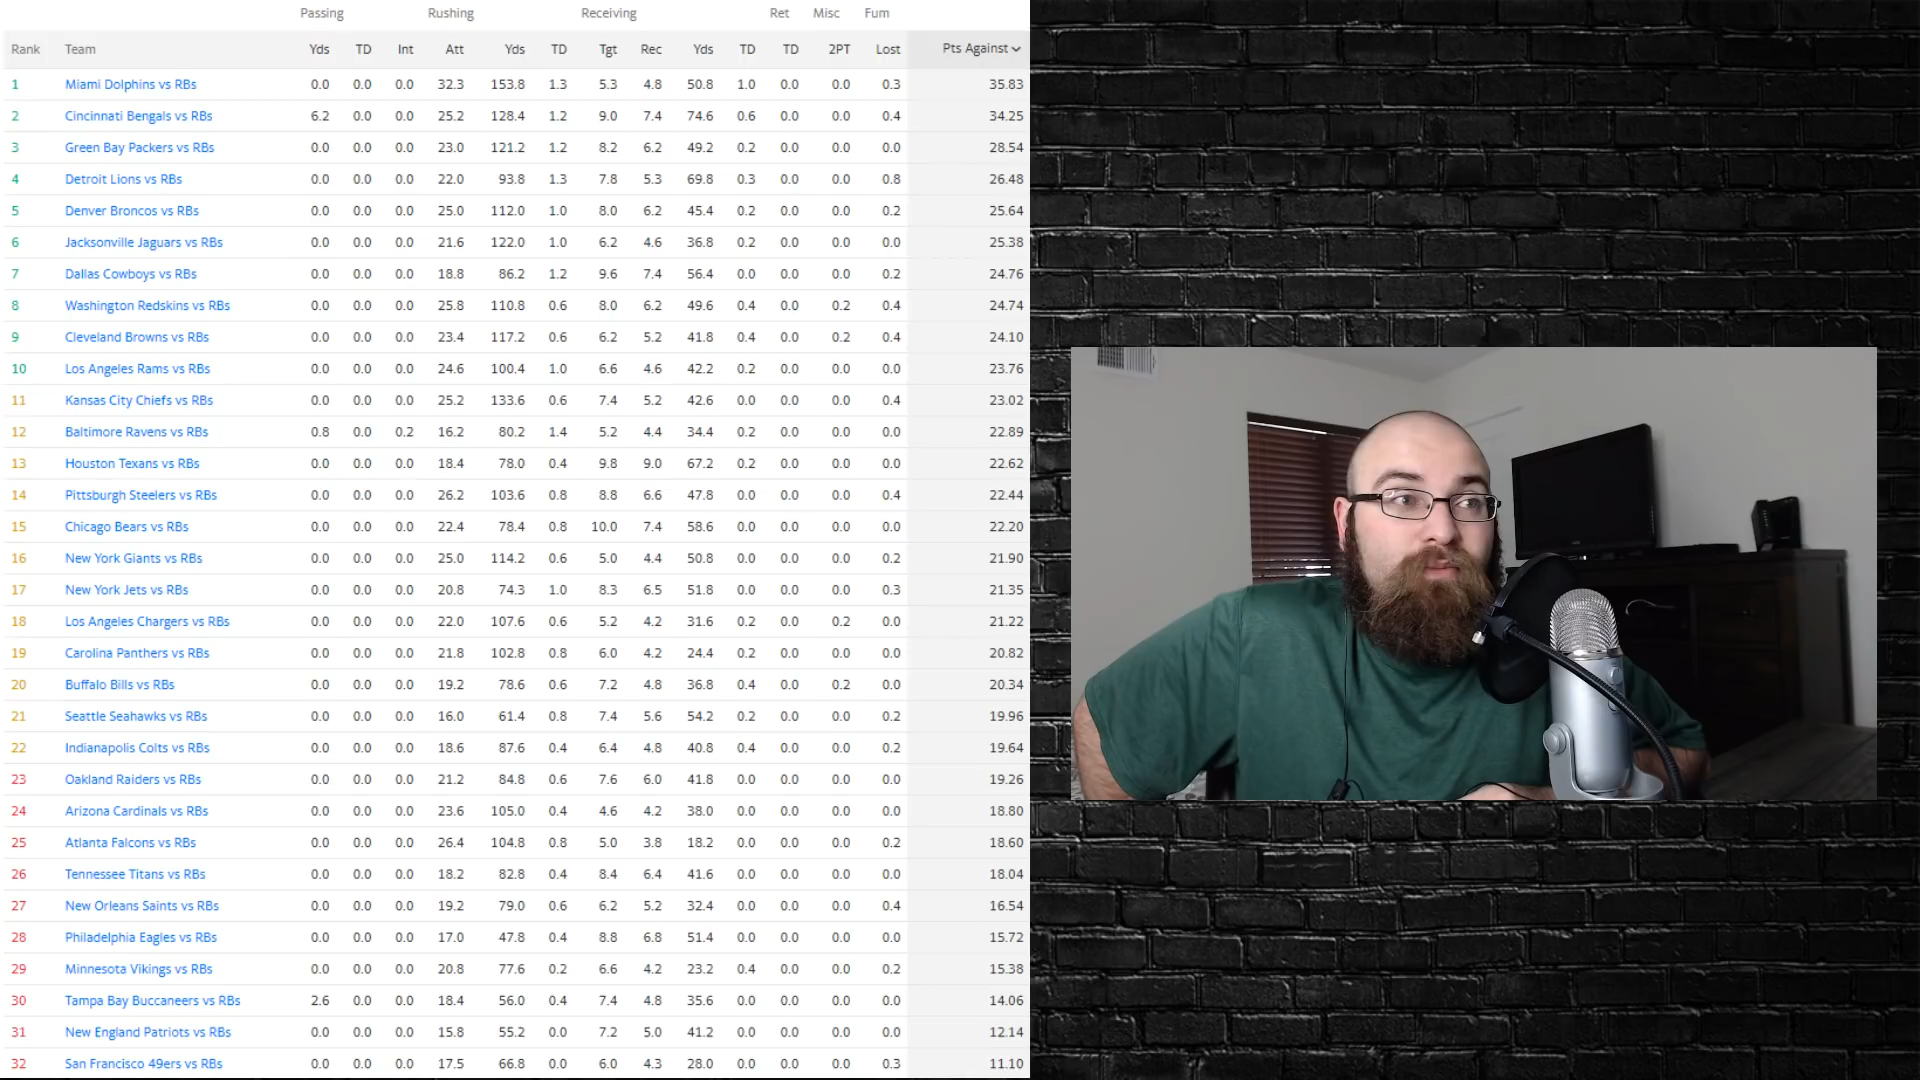 Passing Rushing Receiving Ret Misc Fum
Rank Team Yds TD Int Att Yds TD Tgt Rec Yds TD TD 2PT Lost Pts Against
1 Miami Dolphins vs RBs 0.0 0.0 0.0 32.3 153.8 1.3 5.3 4.8 50.8 1.0 0.0 0.0 0.3 35.83
2 Cincinnati Bengals vs RBs 6.2 0.0 0.0 25.2 128.4 1.2 9.0 7.4 74.6 0.6 0.0 0.0 0.4 34.25
3 Green Bay Packers vs RBs 0.0 0.0 0.0 23.0 121.2 1.2 8.2 6.2 49.2 0.2 0.0 0.0 0.0 28.54
4 Detroit Lions vs RBs 0.0 0.0 0.0 22.0 93.8 1.3 7.8 5.3 69.8 0.3 0.0 0.0 0.8 26.48
5 Denver Broncos vs RBs 0.0 0.0 0.0 25.0 112.0 1.0 8.0 6.2 45.4 0.2 0.0 0.0 0.2 25.64
6 Jacksonville Jaguars vs RBs 0.0 0.0 0.0 21.6 122.0 1.0 6.2 4.6 36.8 0.2 0.0 0.0 0.0 25.38
7 Dallas Cowboys vs RBs 0.0 0.0 0.0 18.8 86.2 1.2 9.6 7.4 56.4 0.0 0.0 0.0 0.2 24.76
8 Washington Redskins vs RBs 0.0 0.0 0.0 25.8 110.8 0.6 8.0 6.2 49.6 0.4 0.0 0.2 0.4 24.74
9 Cleveland Browns vs RBs 0.0 0.0 0.0 23.4 117.2 0.6 6.2 5.2 41.8 0.4 0.0 0.2 0.4 24.10
10 Los Angeles Rams vs RBs 0.0 0.0 0.0 24.6 100.4 1.0 6.6 4.6 42.2 0.2 0.0 0.0 0.0 23.76
11 Kansas City Chiefs vs RBs 0.0 0.0 0.0 25.2 133.6 0.6 7.4 5.2 42.6 0.0 0.0 0.0 0.4 23.02
12 Baltimore Ravens vs RBs 0.8 0.0 0.2 16.2 80.2 1.4 5.2 4.4 34.4 0.2 0.0 0.0 0.0 22.89
13 Houston Texans vs RBs 0.0 0.0 0.0 18.4 78.0 0.4 9.8 9.0 67.2 0.2 0.0 0.0 0.0 22.62
14 Pittsburgh Steelers vs RBs 0.0 0.0 0.0 26.2 103.6 0.8 8.8 6.6 47.8 0.0 0.0 0.0 0.4 22.44
15 Chicago Bears vs RBs 0.0 0.0 0.0 22.4 78.4 0.8 10.0 7.4 58.6 0.0 0.0 0.0 0.0 22.20
16 New York Giants vs RBs 0.0 0.0 0.0 25.0 114.2 0.6 5.0 4.4 50.8 0.0 0.0 0.0 0.2 21.90
17 New York Jets vs RBs 0.0 0.0 0.0 20.8 74.3 1.0 8.3 6.5 51.8 0.0 0.0 0.0 0.3 21.35
18 Los Angeles Chargers vs RBs 0.0 0.0 0.0 22.0 107.6 0.6 5.2 4.2 31.6 0.2 0.0 0.2 0.0 21.22
19 Carolina Panthers vs RBs 0.0 0.0 0.0 21.8 102.8 0.8 6.0 4.2 24.4 0.2 0.0 0.0 0.0 20.82
20 Buffalo Bills vs RBs 0.0 0.0 0.0 19.2 78.6 0.6 7.2 4.8 36.8 0.4 0.0 0.2 0.0 20.34
21 Seattle Seahawks vs RBs 0.0 0.0 0.0 16.0 61.4 0.8 7.4 5.6 54.2 0.2 0.0 0.0 0.2 19.96
22 Indianapolis Colts vs RBs 0.0 0.0 0.0 18.6 87.6 0.4 6.4 4.8 40.8 0.4 0.0 0.0 0.2 19.64
23 Oakland Raiders vs RBs 0.0 0.0 0.0 21.2 84.8 0.6 7.6 6.0 41.8 0.0 0.0 0.0 0.0 19.26
24 Arizona Cardinals vs RBs 0.0 0.0 0.0 23.6 105.0 0.4 4.6 4.2 38.0 0.0 0.0 0.0 0.0 18.80
25 Atlanta Falcons vs RBs 0.0 0.0 0.0 26.4 104.8 0.8 5.0 3.8 18.2 0.0 0.0 0.0 0.2 18.60
26 Tennessee Titans vs RBs 0.0 0.0 0.0 18.2 82.8 0.4 8.4 6.4 41.6 0.0 0.0 0.0 0.0 18.04
27 New Orleans Saints vs RBs 0.0 0.0 0.0 19.2 79.0 0.6 6.2 5.2 32.4 0.0 0.0 0.0 0.4 16.54
28 Philadelphia Eagles vs RBs 0.0 0.0 0.0 17.0 47.8 0.4 8.8 6.8 51.4 0.0 0.0 0.0 0.0 15.72
29 Minnesota Vikings vs RBs 0.0 0.0 0.0 20.8 77.6 0.2 6.6 4.2 23.2 0.4 0.0 0.0 0.2 15.38
30 Tampa Bay Buccaneers vs RBs 2.6 0.0 0.0 18.4 56.0 0.4 7.4 4.8 35.6 0.0 0.0 0.0 0.0 14.06
31 New England Patriots vs RBs 0.0 0.0 0.0 15.8 55.2 0.0 7.2 5.0 41.2 0.0 0.0 0.0 0.0 12.14
32 San Francisco 49ers vs RBs 0.0 0.0 0.0 17.5 66.8 0.0 6.0 4.3 28.0 0.0 0.0 0.0 0.3 11.10